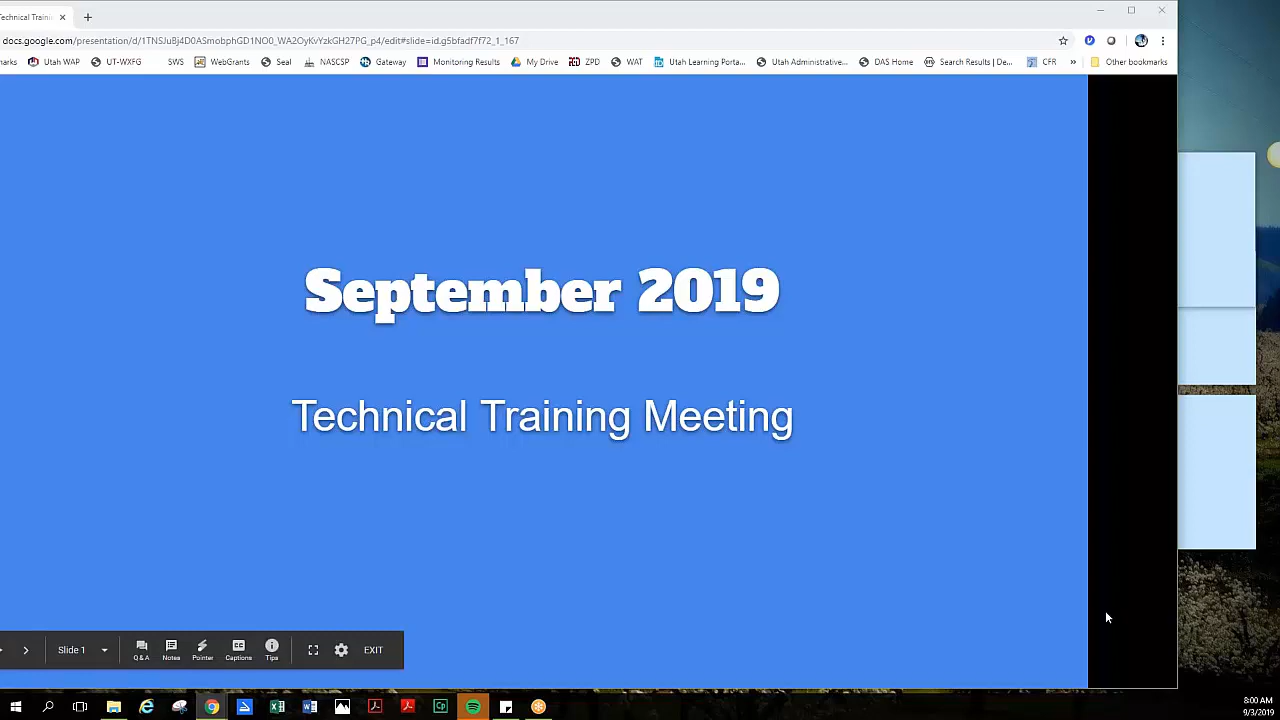 Technical Trainin
docs.google.com/presentation/d/1TNSJuBj4D0ASmobphGD1NO0_WA2OyKvYzkGH27PG_p4/edit#slide=id.g5bfadf7f72_1_167
marks Utah WAP UT-WXFG SWS WebGrants Seal NASCSP Gateway Monitoring Results My Drive ZPD WAT Utah Learning Porta... Utah Administrative... DAS Home Search Results | De... CFR » Other bookmarks
September 2019
Technical Training Meeting
Slide 1 Q & A Notes Pointer Captions Tips EXIT
8:00 AM
9/3/2019